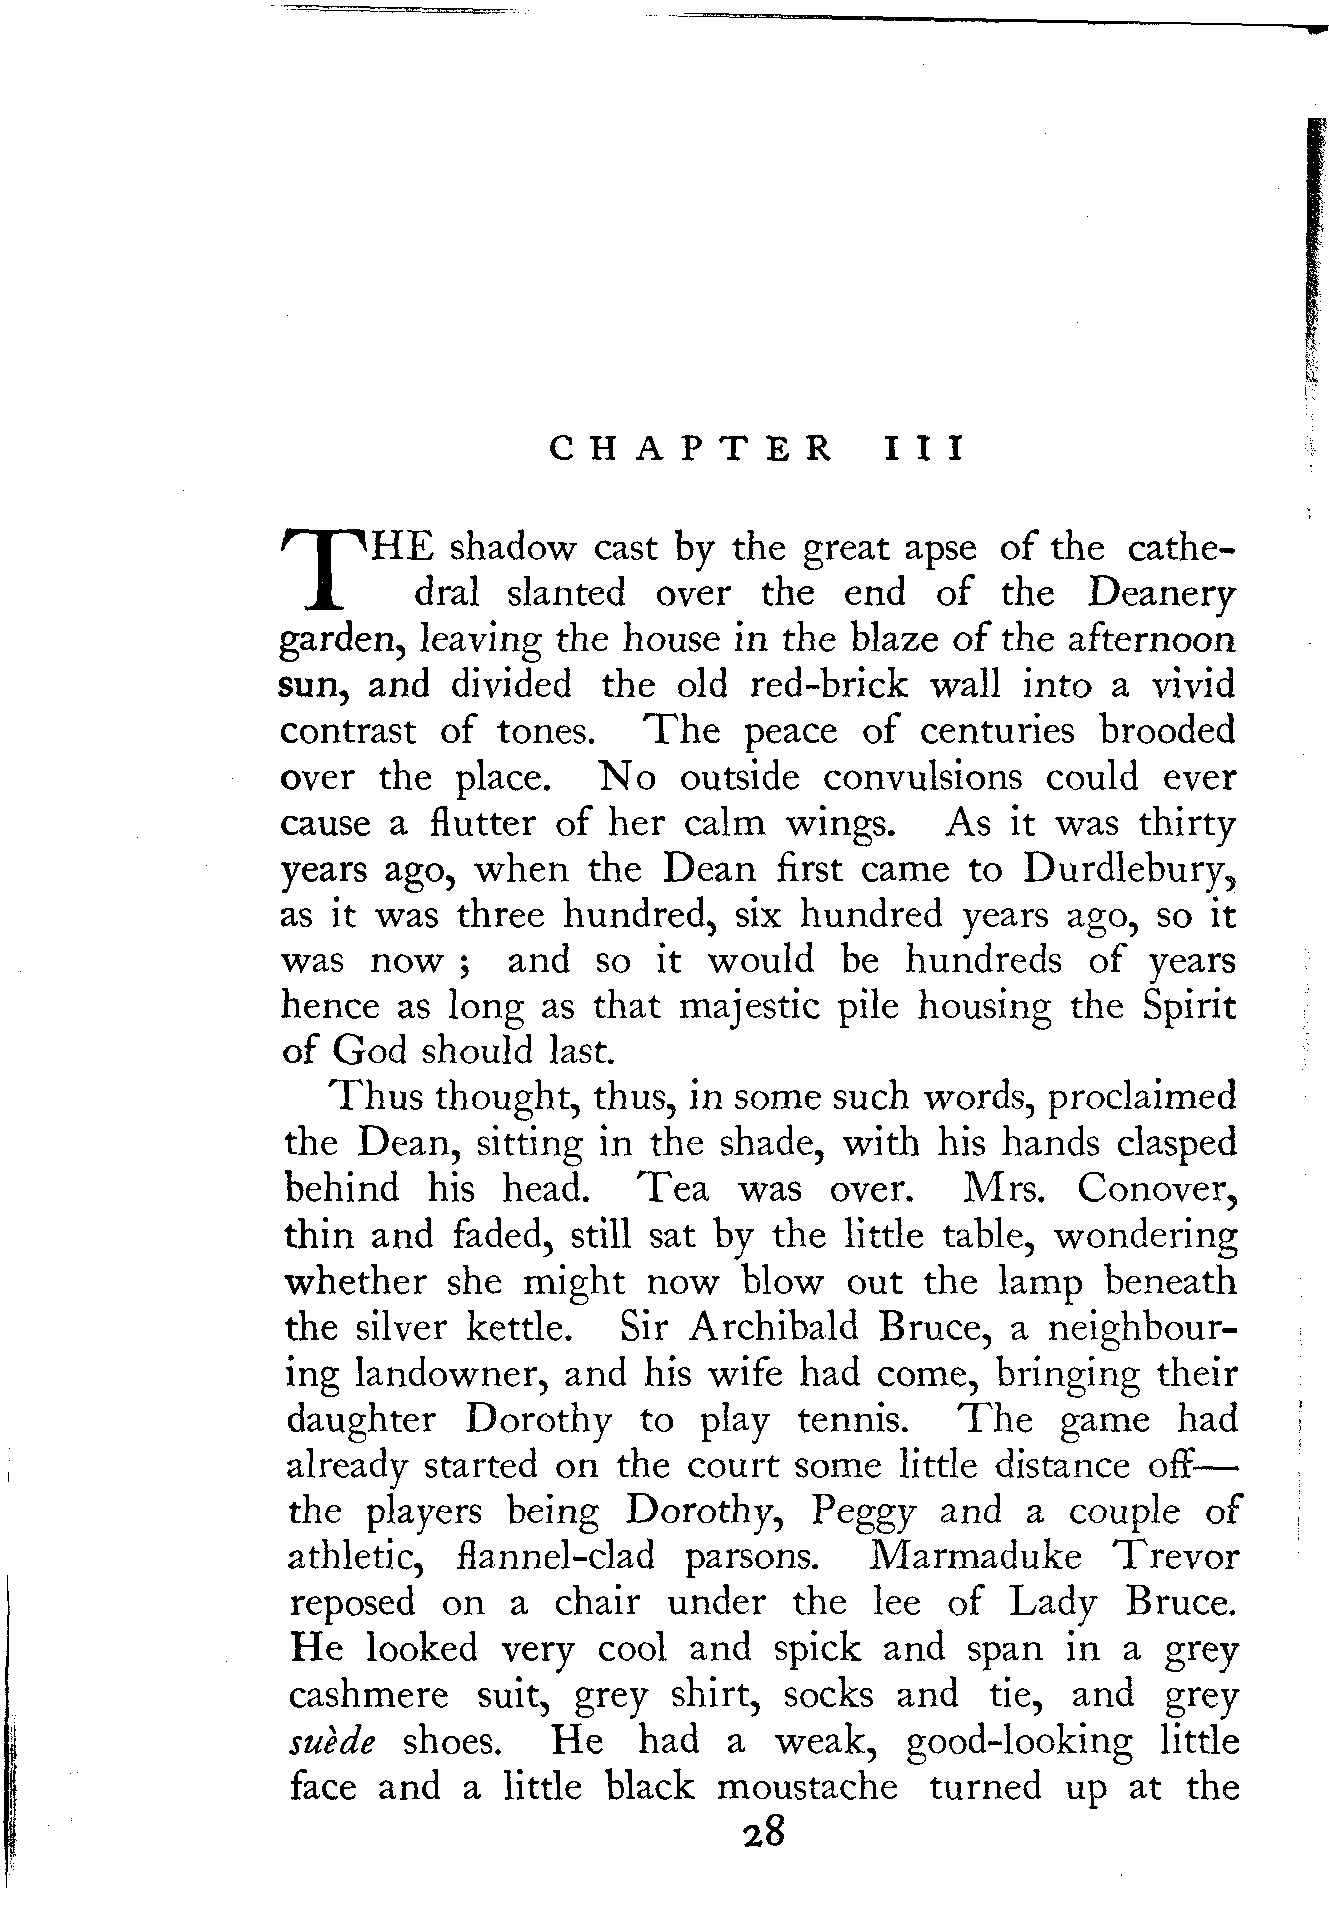 CHAPTER III
THE shadow cast by the great apse of the cathe-
dral slanted over the end of the Deanery
garden, leaving the house in the blaze of the afternoon
sun, and divided the old red-brick wall into a vivid
contrast of tones. The peace of centuries brooded
over the place. No outside convulsions could ever
cause a flutter of her calm wings. As it was thirty
years ago, when the Dean first came to Durdlebury,
as it was three hundred, six hundred years ago, so it
was now ; and so it would be hundreds of years
hence as long as that majestic pile housing the Spirit
of God should last.
Thus thought, thus, in some such words, proclaimed
the Dean, sitting in the shade, with his hands clasped
behind his head. Tea was over. Mrs. Conover,
thin and faded, still sat by the little table, wondering
whether she might now blow out the lamp beneath
the silver kettle. Sir Archibald Bruce, a neighbour-
ing landowner, and his wife had come, bringing their
daughter Dorothy to play tennis. The game had
already started on the court some little distance off—
the players being Dorothy, Peggy and a couple of
athletic, flannel-clad parsons. Marmaduke Trevor
reposed on a chair under the lee of Lady Bruce.
He looked very cool and spick and span in a grey
cashmere suit, grey shirt, socks and tie, and grey
suède shoes. He had a weak, good-looking little
face and a little black moustache turned up at the
28